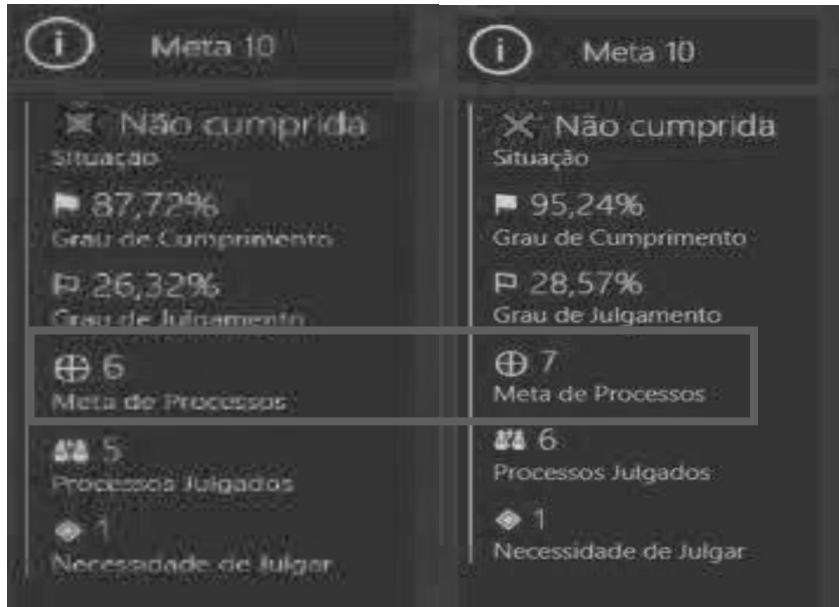 Meta 10
Não cumprida
Situação
87,72%
Grau de Cumprimento
26,32%
Grau de Julgamento
6
Meta de Processos
5
Processos Julgados
1
Necessidade de Julgar
Meta 10
Não cumprida
Situação
95,24%
Grau de Cumprimento
28,57%
Grau de Julgamento
7
Meta de Processos
6
Processos Julgados
1
Necessidade de Julgar